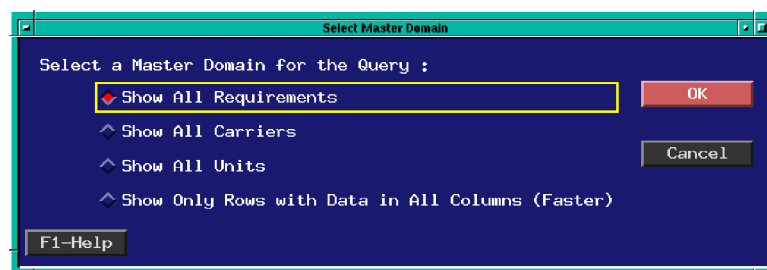 Select Master Domain
Select a Master Domain for the Query :
Show All Requirements
OK
Show All Carriers
Cancel
Show All Units
Show Only Rows with Data in All Columns (Faster)
F1-Help